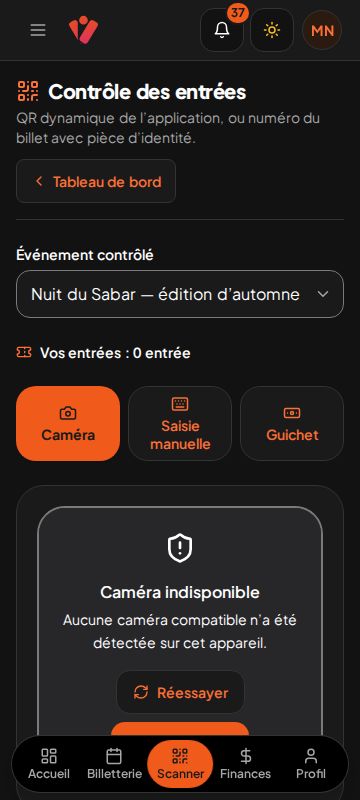 37
MN
Contrôle des entrées
QR dynamique de l'application, ou numéro du
billet avec pièce d'identité.
Tableau de bord
Événement contrôlé
Nuit du Sabar — édition d'automne
Vos entrées : 0 entrée
Caméra
Saisie
manuelle
Guichet
Caméra indisponible
Aucune caméra compatible n'a été
détectée sur cet appareil.
Réessayer
Accueil
Billetterie
Scanner
Finances
Profil